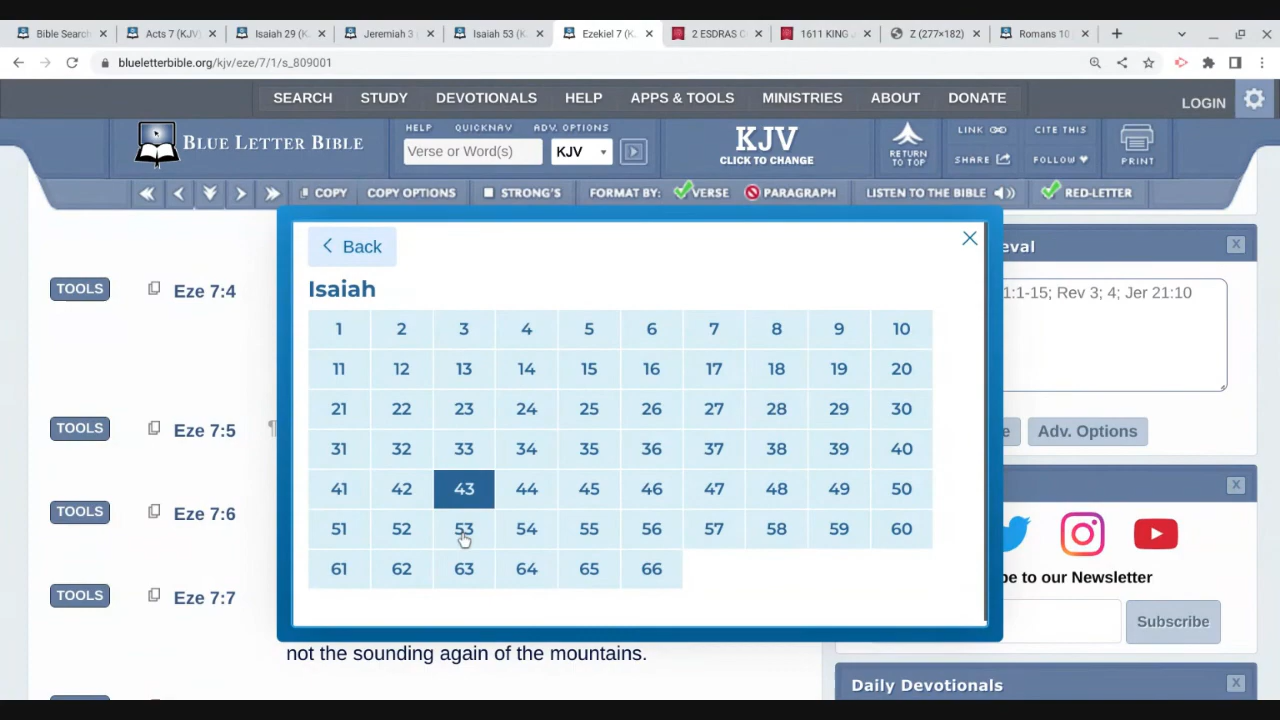 Bible Search
Acts 7 (KJV)
Isaiah 29 (K
Jeremiah 3
Isaiah 53 (K
Ezekiel 7 (K
2 ESDRAS C
1611 KING
Z (277×182)
Romans 10
blueletterbible.org/kjv/eze/7/1/s_809001
SEARCH STUDY DEVOTIONALS HELP APPS & TOOLS MINISTRIES ABOUT DONATE LOGIN
BLUE LETTER BIBLE
HELP QUICKNAV ADV. OPTIONS
Verse or Word(s) KJV
KJV
CLICK TO CHANGE
RETURN
TO TOP
LINK
SHARE
CITE THIS
FOLLOW
PRINT
COPY COPY OPTIONS STRONG'S FORMAT BY: VERSE PARAGRAPH LISTEN TO THE BIBLE RED-LETTER
Back
Isaiah
1 2 3 4 5 6 7 8 9 10
11 12 13 14 15 16 17 18 19 20
21 22 23 24 25 26 27 28 29 30
31 32 33 34 35 36 37 38 39 40
41 42 43 44 45 46 47 48 49 50
51 52 53 54 55 56 57 58 59 60
61 62 63 64 65 66
TOOLS Eze 7:4
TOOLS Eze 7:5 ¶
TOOLS Eze 7:6
TOOLS Eze 7:7
not the sounding again of the mountains.
eval X
1:1-15; Rev 3; 4; Jer 21:10
e Adv. Options
X
be to our Newsletter
Subscribe
Daily Devotionals X